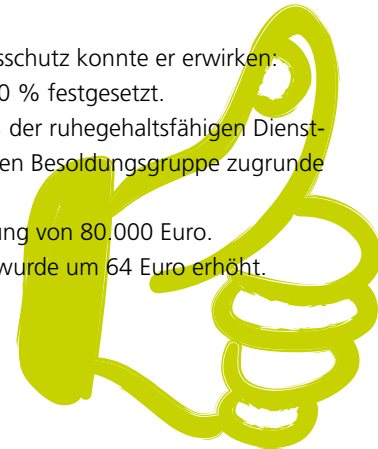 sschutz konnte er erwirken:
0 % festgesetzt.
der ruhegehaltsfähigen Dienst-
en Besoldungsgruppe zugrunde
ung von 80.000 Euro.
wurde um 64 Euro erhöht.